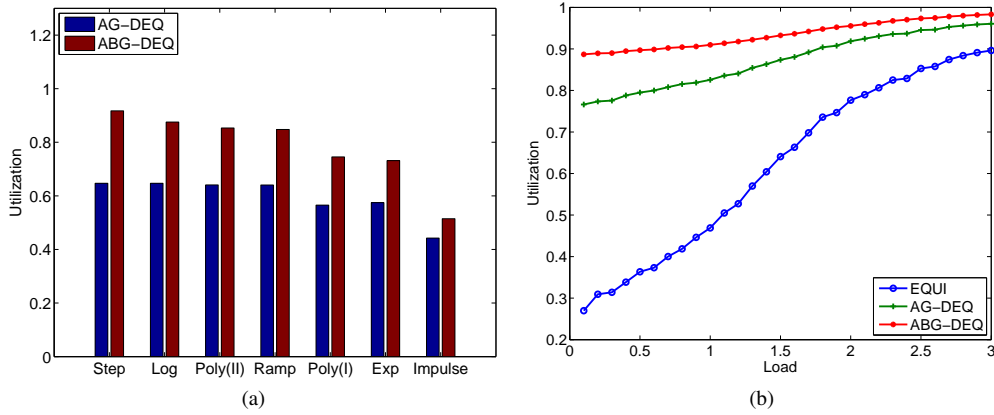 AG-DEQ
ABG-DEQ
1.2
1
0.8
0.6
0.4
0.2
0
Utilization
Step Log Poly(II) Ramp Poly(I) Exp Impulse
(a)
1
0.9
0.8
0.7
0.6
0.5
0.4
0.3
0.2
Utilization
EQUI
AG-DEQ
ABG-DEQ
0 0.5 1 1.5 2 2.5 3
Load
(b)